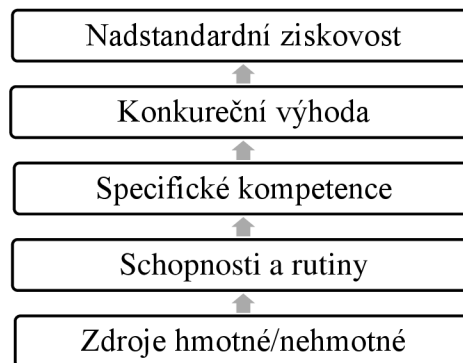 Nadstandardní ziskovost
Konkureční výhoda
Specifické kompetence
Schopnosti a rutiny
Zdroje hmotné/nehmotné